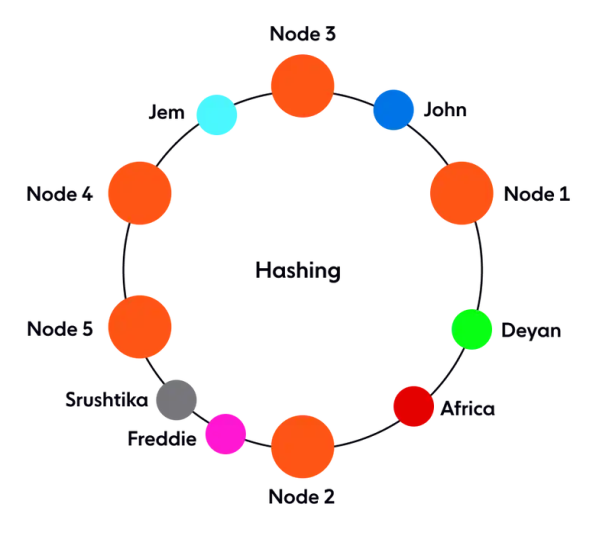 Node 3
Jem
John
Node 4
Node 1
Hashing
Node 5
Deyan
Srushtika
Africa
Freddie
Node 2